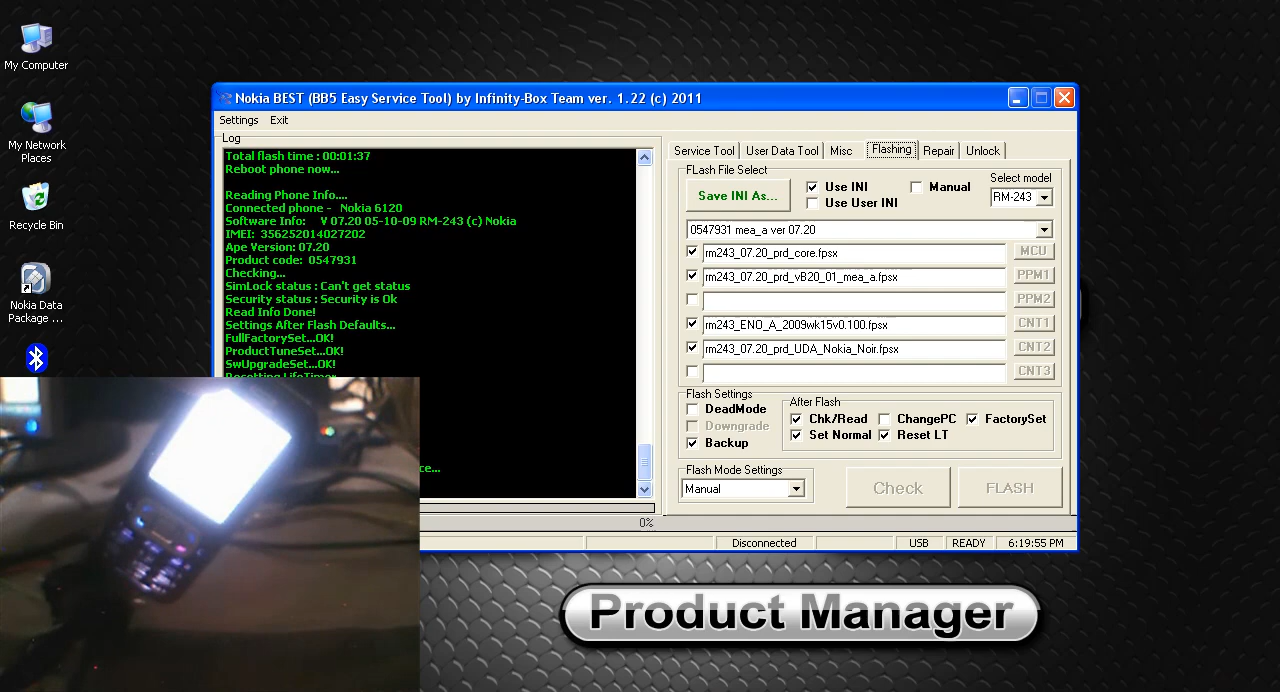 My Computer
My Network
Places
Recycle Bin
Nokia Data
Package ...
Nokia BEST (BB5 Easy Service Tool) by Infinity-Box Team ver. 1.22 (c) 2011
Settings Exit
Log
Total flash time : 00:01:37
Reboot phone now...
Reading Phone Info....
Connected phone - Nokia 6120
Software Info: V 07.20 05-10-09 RM-243 (c) Nokia
IMEI: 356252014027202
Ape Version: 07.20
Product code: 0547931
Checking...
SimLock status : Can't get status
Security status : Security is Ok
Read Info Done!
Settings After Flash Defaults...
FullFactorySet...OK!
ProductTuneSet...OK!
SwUpgradeSet...OK!
Resetting LifeTimer
ce...
0%
Service Tool User Data Tool Misc Flashing Repair Unlock
FLash File Select
Save INI As...
Use INI Manual
Use User INI
Select model
RM-243
0547931 mea_a ver 07.20
rm243_07.20_prd_core.fpsx MCU
rm243_07.20_prd_vB20_01_mea_a.fpsx PPM1
PPM2
rm243_ENO_A_2009wk15v0.100.fpsx CNT1
rm243_07.20_prd_UDA_Nokia_Noir.fpsx CNT2
CNT3
Flash Settings
DeadMode
Downgrade
Backup
After Flash
Chk/Read ChangePC FactorySet
Set Normal Reset LT
Flash Mode Settings
Manual
Check FLASH
Disconnected USB READY 6:19:55 PM
Product Manager